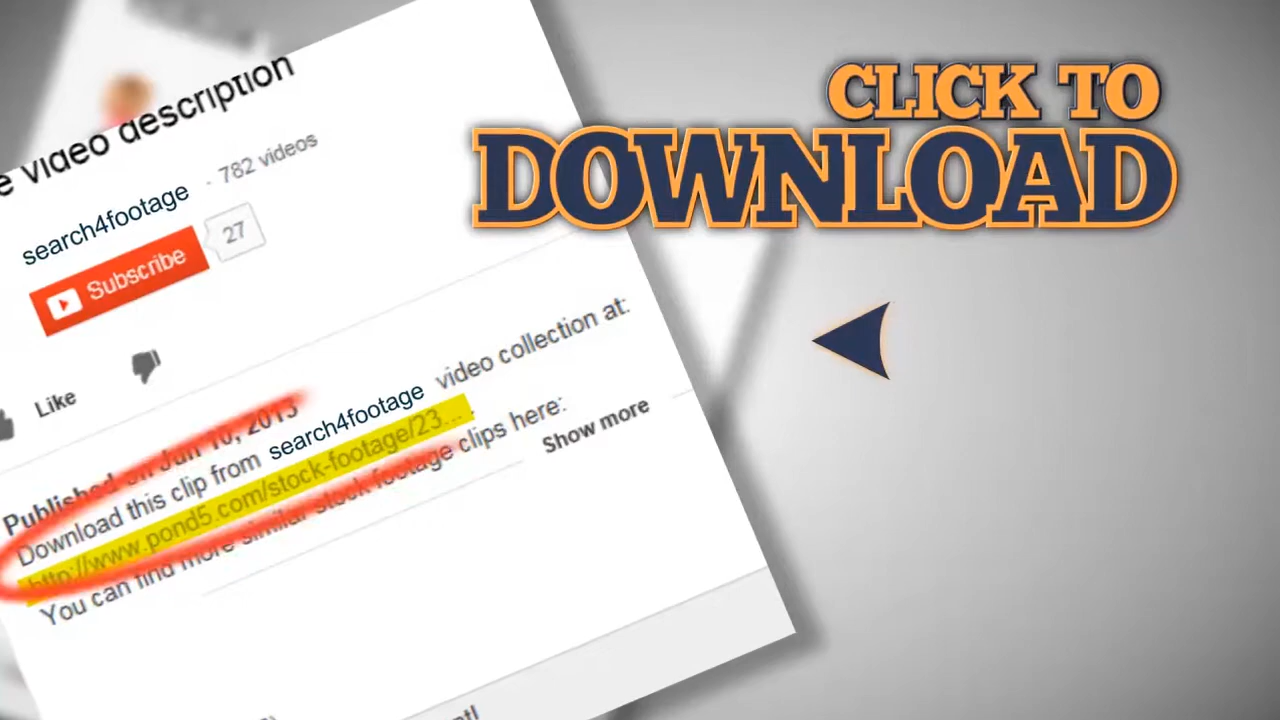 CLICK TO
DOWNLOAD
e video description
search4footage · 782 videos
Subscribe 27
Like
Published on Jun 10, 2013
Download this clip from search4footage video collection at:
http://www.pond5.com/stock-footage/23...
You can find more similar stock footage clips here:
Show more